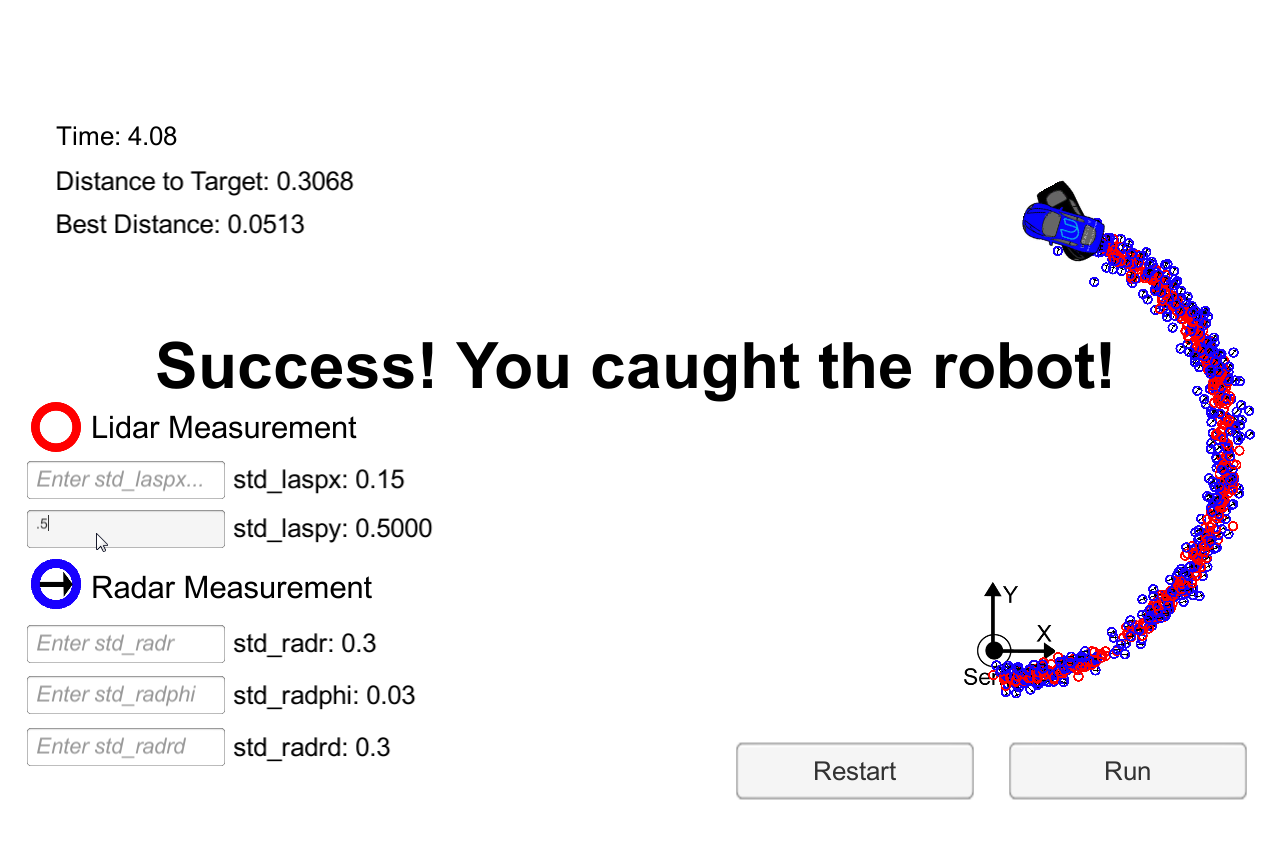 Time: 4.08
Distance to Target: 0.3068
Best Distance: 0.0513
Success! You caught the robot!
Lidar Measurement
Enter std_laspx... std_laspx: 0.15
.5 std_laspy: 0.5000
Radar Measurement
Enter std_radr std_radr: 0.3
Enter std_radphi std_radphi: 0.03
Enter std_radrd std_radrd: 0.3
Y
X
Restart Run